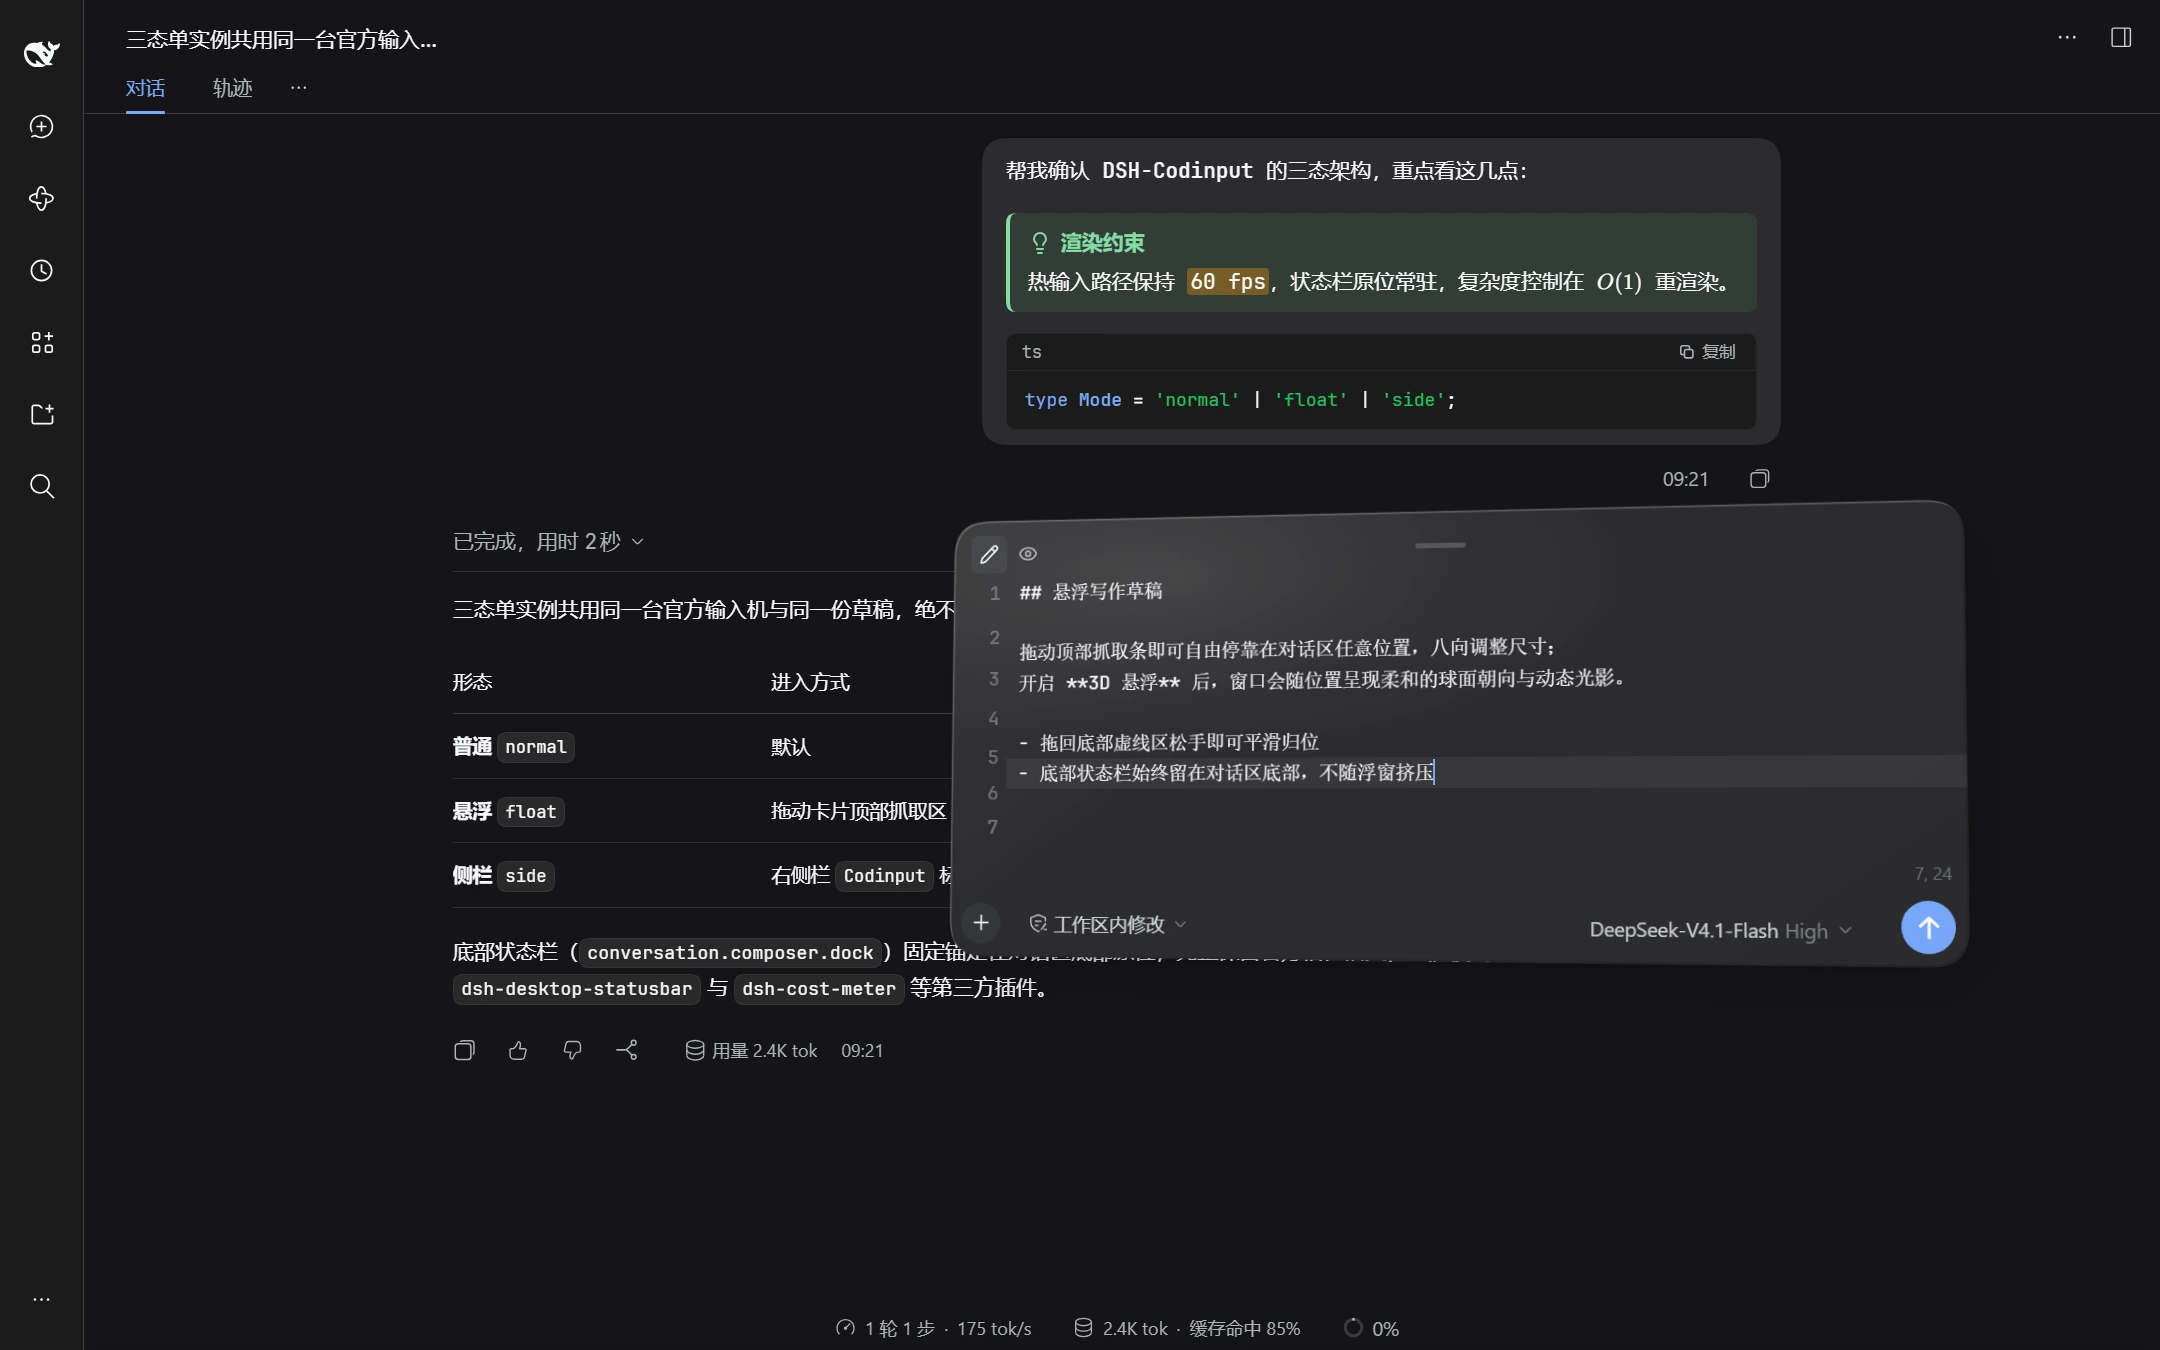 三态单实例共用同一台官方输入...
对话 轨迹 ...
帮我确认 DSH-Codinput 的三态架构，重点看这几点：
渲染约束
热输入路径保持 60 fps，状态栏原位常驻，复杂度控制在 O(1) 重渲染。
ts 复制
type Mode = 'normal' | 'float' | 'side';
09:21
已完成，用时 2秒
三态单实例共用同一台官方输入机与同一份草稿，绝不
形态 进入方式
普通 normal 默认
悬浮 float 拖动卡片顶部抓取区
侧栏 side 右侧栏 Codinput
底部状态栏（conversation.composer.dock）固定
dsh-desktop-statusbar 与 dsh-cost-meter 等第三方插件。
用量 2.4K tok 09:21
1 ## 悬浮写作草稿
2
3 拖动顶部抓取条即可自由停靠在对话区任意位置，八向调整尺寸；
4 开启 **3D 悬浮** 后，窗口会随位置呈现柔和的球面朝向与动态光影。
5
6 - 拖回底部虚线区松手即可平滑归位
7 - 底部状态栏始终留在对话区底部，不随浮窗挤压
7, 24
工作区内修改
DeepSeek-V4.1-Flash High
1 轮 1 步 · 175 tok/s 2.4K tok · 缓存命中 85% 0%